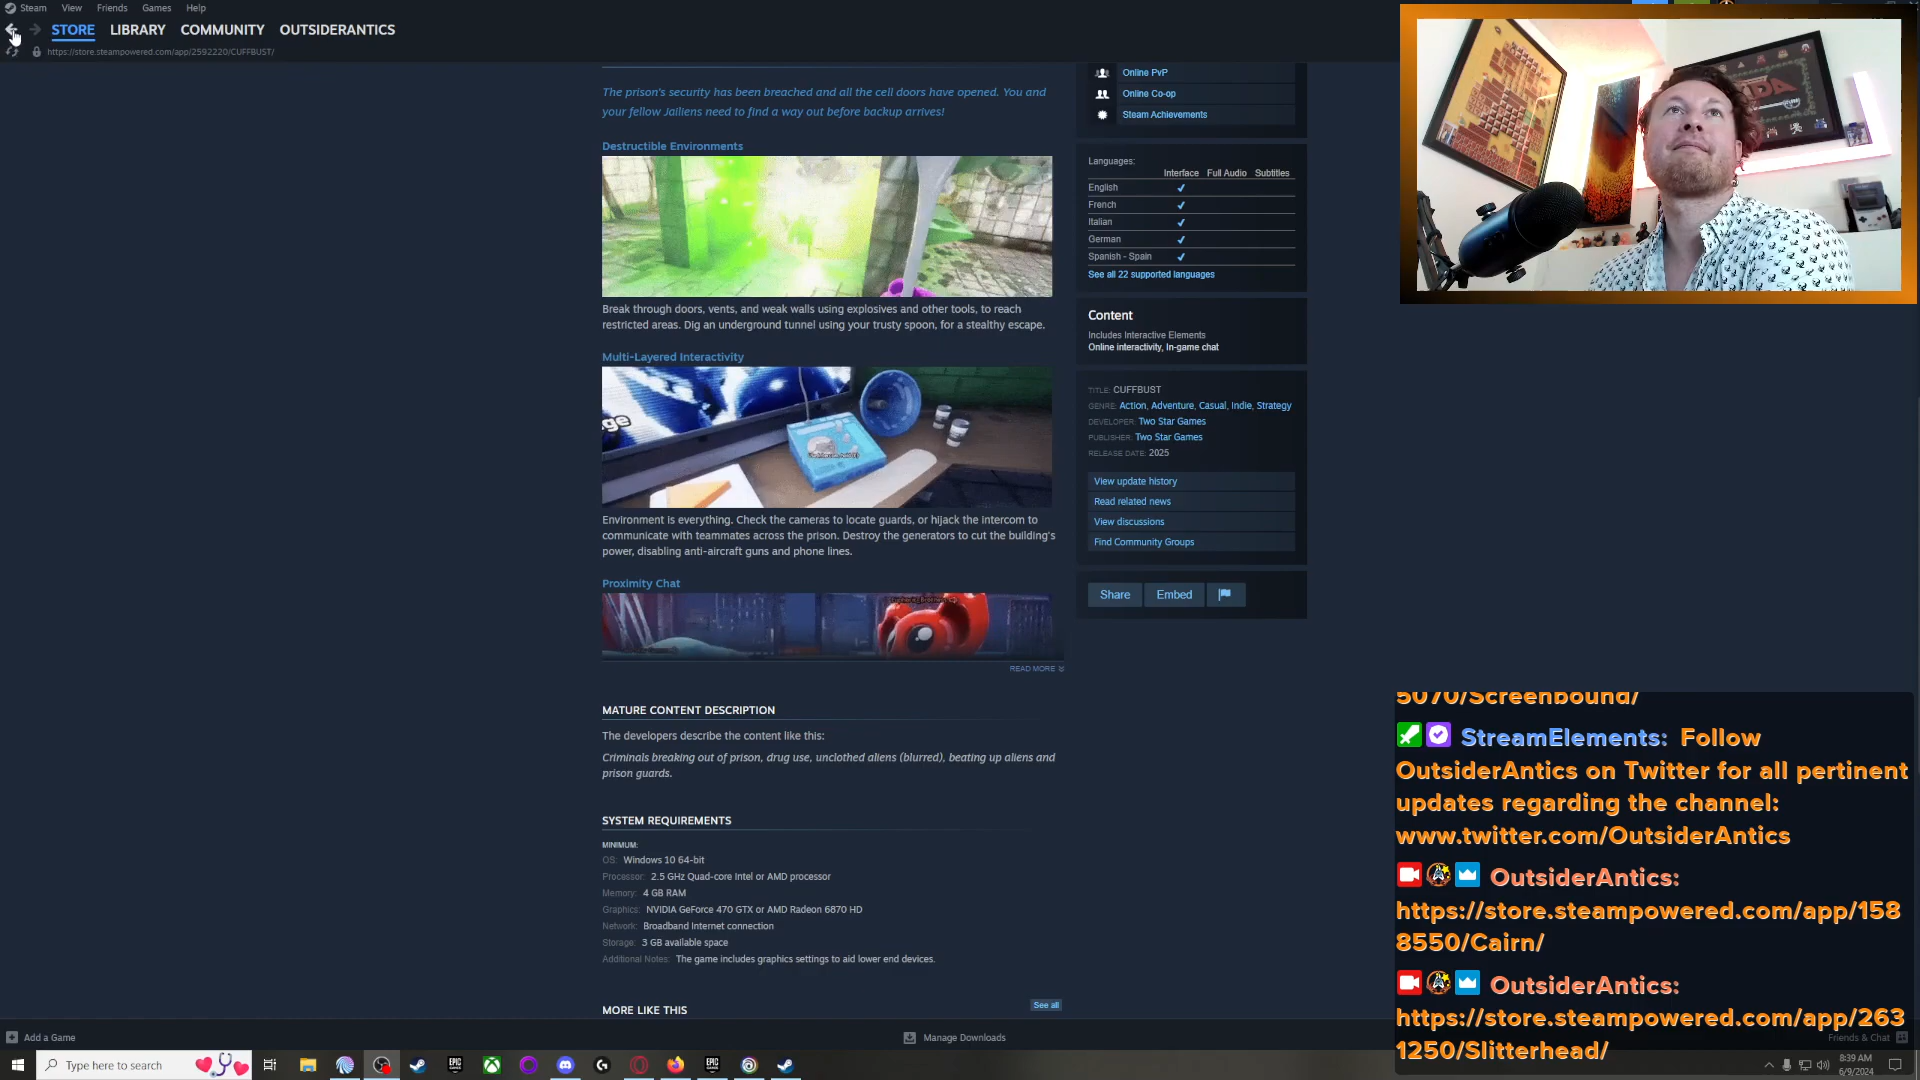 Steam View Friends Games Help
STORE LIBRARY COMMUNITY OUTSIDERANTICS
https://store.steampowered.com/app/2592220/CUFFBUST/
The prison's security has been breached and all the cell doors have opened. You and
your fellow Jailiens need to find a way out before backup arrives!
Destructible Environments
Break through doors, vents, and weak walls using explosives and other tools, to reach
restricted areas. Dig an underground tunnel using your trusty spoon, for a stealthy escape.
Multi-Layered Interactivity
Environment is everything. Check the cameras to locate guards, or hijack the intercom to
communicate with teammates across the prison. Destroy the generators to cut the building's
power, disabling anti-aircraft guns and phone lines.
Proximity Chat
READ MORE
MATURE CONTENT DESCRIPTION
The developers describe the content like this:
Criminals breaking out of prison, drug use, unclothed aliens (blurred), beating up aliens and
prison guards.
SYSTEM REQUIREMENTS
MINIMUM:
OS: Windows 10 64-bit
Processor: 2.5 GHz Quad-core Intel or AMD processor
Memory: 4 GB RAM
Graphics: NVIDIA GeForce 470 GTX or AMD Radeon 6870 HD
Network: Broadband Internet connection
Storage: 3 GB available space
Additional Notes: The game includes graphics settings to aid lower end devices.
MORE LIKE THIS
See all
Online PvP
Online Co-op
Steam Achievements
Languages:
Interface Full Audio Subtitles
English ✔
French ✔
Italian ✔
German ✔
Spanish - Spain ✔
See all 22 supported languages
Content
Includes Interactive Elements
Online interactivity, In-game chat
TITLE: CUFFBUST
GENRE: Action, Adventure, Casual, Indie, Strategy
DEVELOPER: Two Star Games
PUBLISHER: Two Star Games
RELEASE DATE: 2025
View update history
Read related news
View discussions
Find Community Groups
Share Embed
5070/Screenbound/
StreamElements: Follow
OutsiderAntics on Twitter for all pertinent
updates regarding the channel:
www.twitter.com/OutsiderAntics
OutsiderAntics:
https://store.steampowered.com/app/158
8550/Cairn/
OutsiderAntics:
https://store.steampowered.com/app/263
1250/Slitterhead/
Add a Game
Manage Downloads
Friends & Chat
Type here to search
EPIC GAMES
EPIC GAMES
8:39 AM
6/9/2024